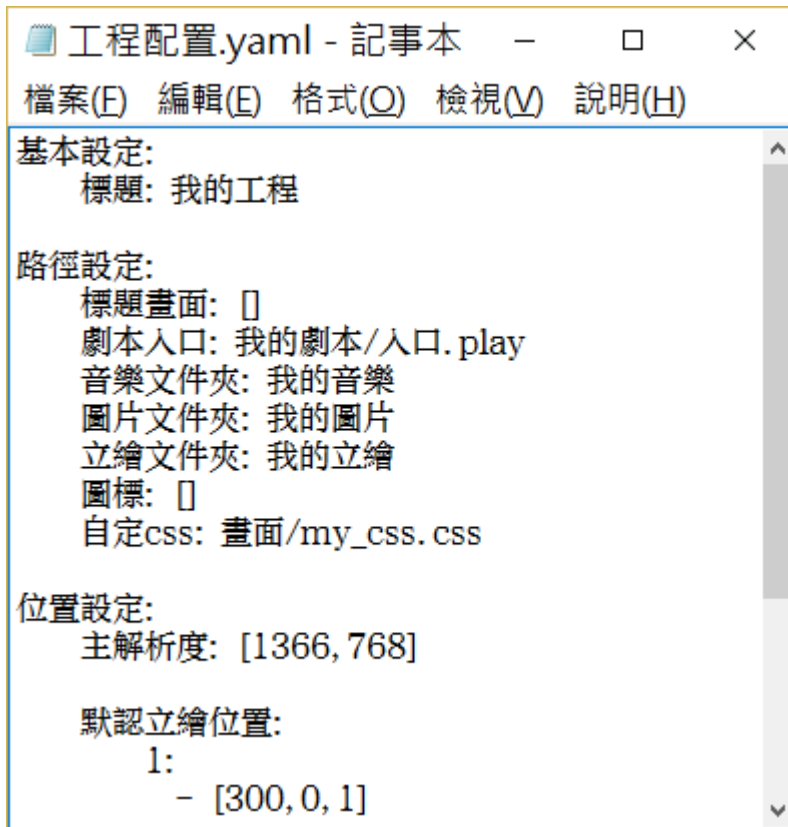 工程配置.yaml - 記事本
檔案(F) 編輯(E) 格式(O) 檢視(V) 說明(H)
基本設定:
    標題: 我的工程

路徑設定:
    標題畫面: []
    劇本入口: 我的劇本/入口.play
    音樂文件夾: 我的音樂
    圖片文件夾: 我的圖片
    立繪文件夾: 我的立繪
    圖標: []
    自定css: 畫面/my_css.css

位置設定:
    主解析度: [1366,768]

    默認立繪位置:
        1:
          - [300,0,1]